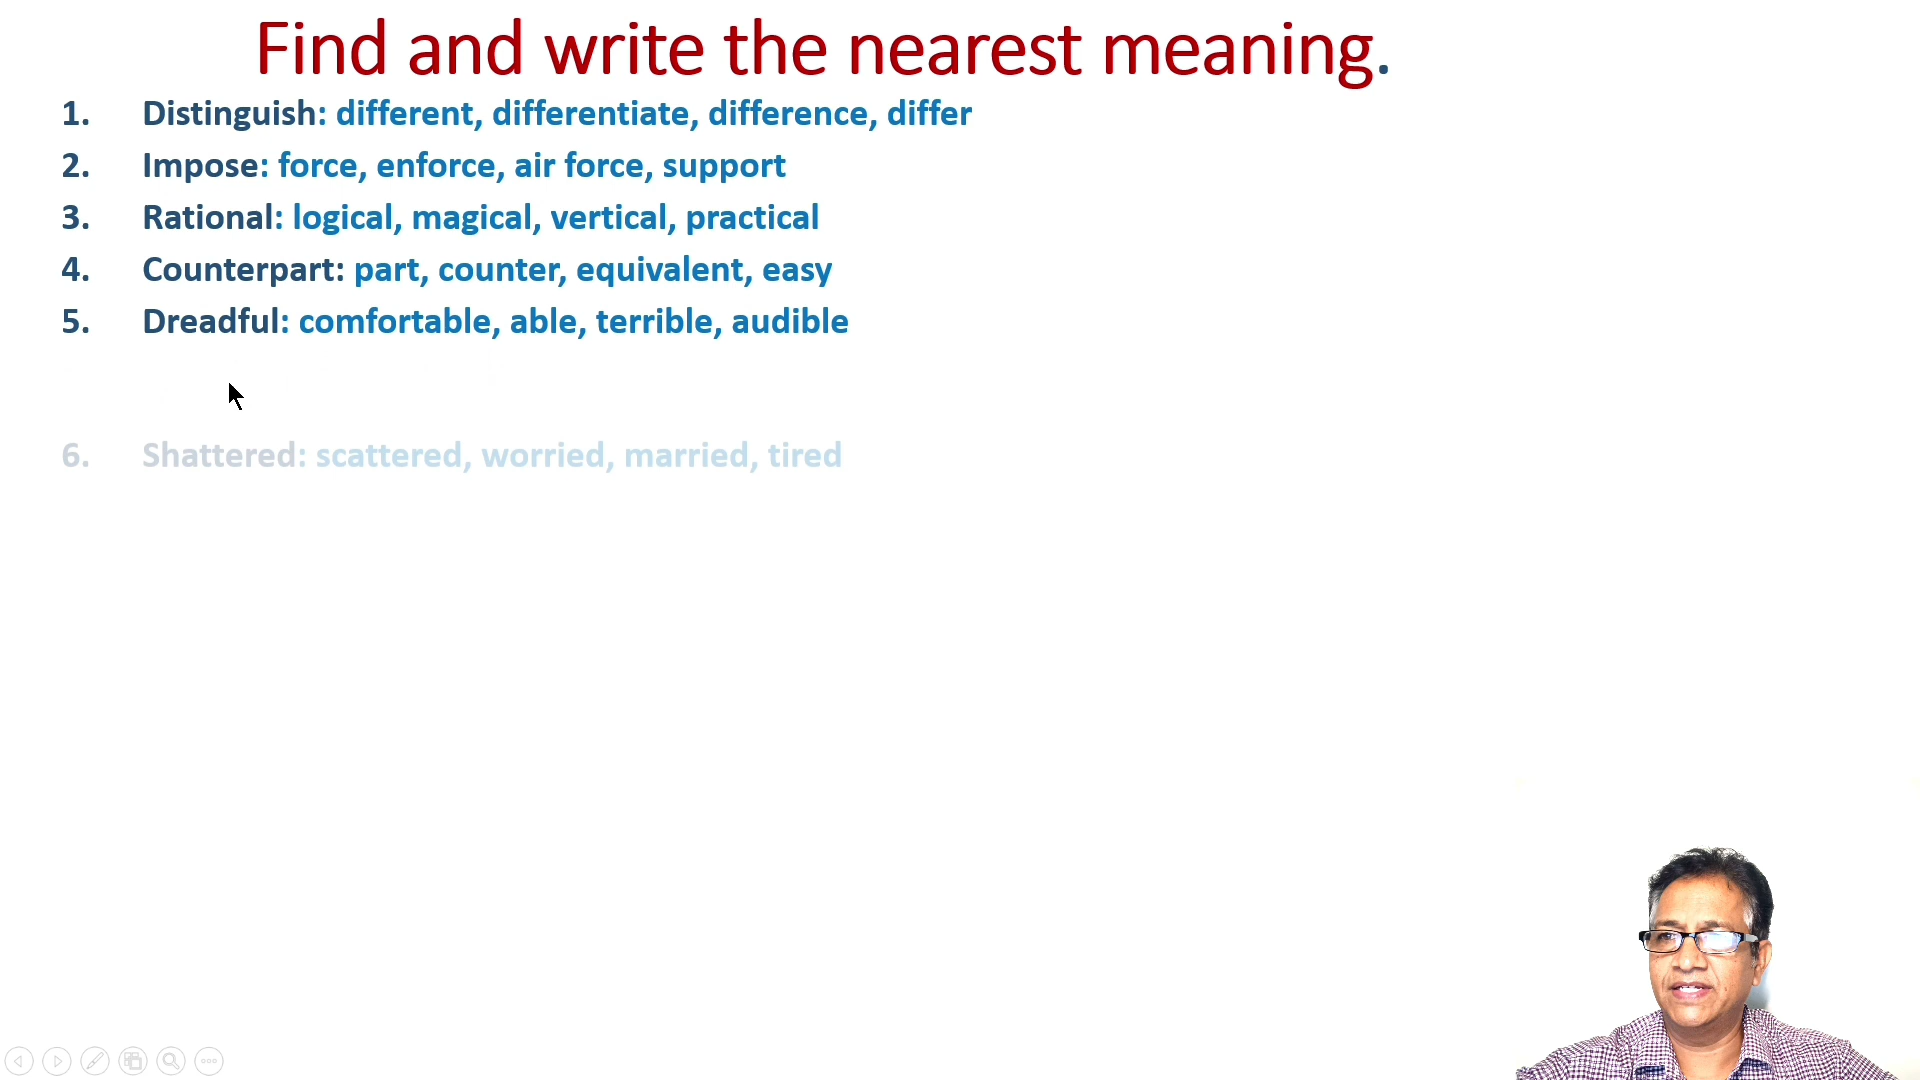 Find and write the nearest meaning.
1. Distinguish: different, differentiate, difference, differ
2. Impose: force, enforce, air force, support
3. Rational: logical, magical, vertical, practical
4. Counterpart: part, counter, equivalent, easy
5. Dreadful: comfortable, able, terrible, audible
6. Shattered: scattered, worried, married, tired